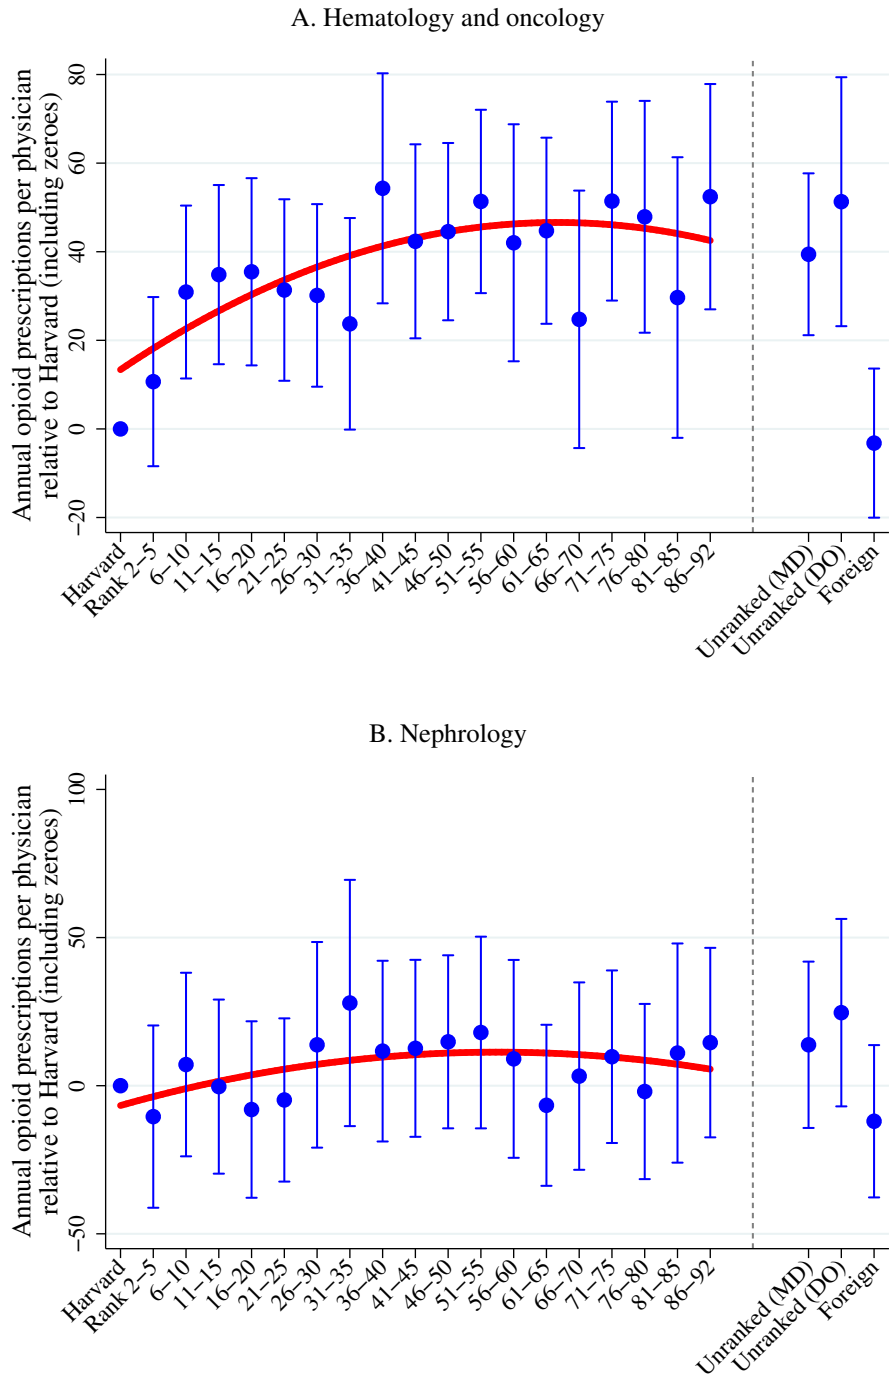 A. Hematology and oncology
Annual opioid prescriptions per physician
relative to Harvard (including zeroes)
80
60
40
20
0
−20
Harvard
Rank 2–5
6–10
11–15
16–20
21–25
26–30
31–35
36–40
41–45
46–50
51–55
56–60
61–65
66–70
71–75
76–80
81–85
86–92
Unranked (MD)
Unranked (DO)
Foreign
B. Nephrology
Annual opioid prescriptions per physician
relative to Harvard (including zeroes)
100
50
0
−50
Harvard
Rank 2–5
6–10
11–15
16–20
21–25
26–30
31–35
36–40
41–45
46–50
51–55
56–60
61–65
66–70
71–75
76–80
81–85
86–92
Unranked (MD)
Unranked (DO)
Foreign